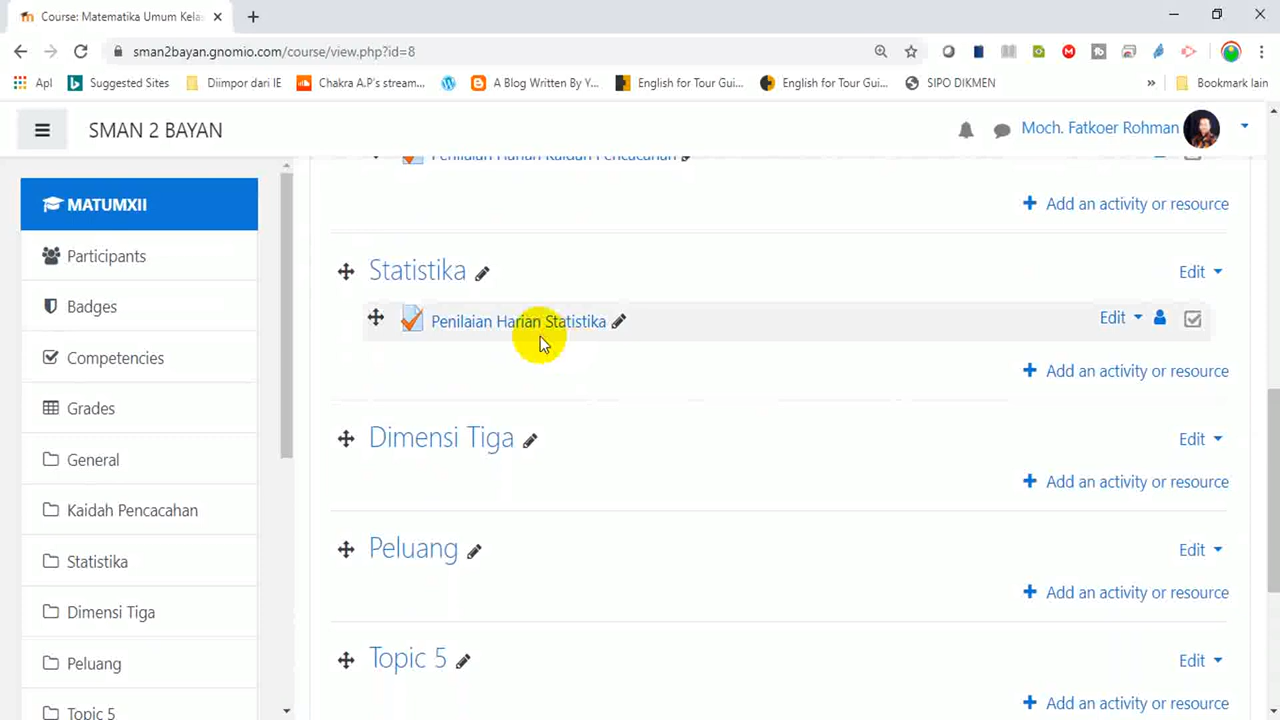 Course: Matematika Umum Kela
sman2bayan.gnomio.com/course/view.php?id=8
Apl
Suggested Sites
Diimpor dari IE
Chakra A.P's stream...
A Blog Written By Y...
English for Tour Gui...
English for Tour Gui...
SIPO DIKMEN
»
Bookmark lain
SMAN 2 BAYAN
Moch. Fatkoer Rohman
MATUMXII
Participants
Badges
Competencies
Grades
General
Kaidah Pencacahan
Statistika
Dimensi Tiga
Peluang
Topic 5
Penilaian Harian Kaidah Pencacahan
Add an activity or resource
Statistika
Edit
Penilaian Harian Statistika
Edit
Add an activity or resource
Dimensi Tiga
Edit
Add an activity or resource
Peluang
Edit
Add an activity or resource
Topic 5
Edit
Add an activity or resource